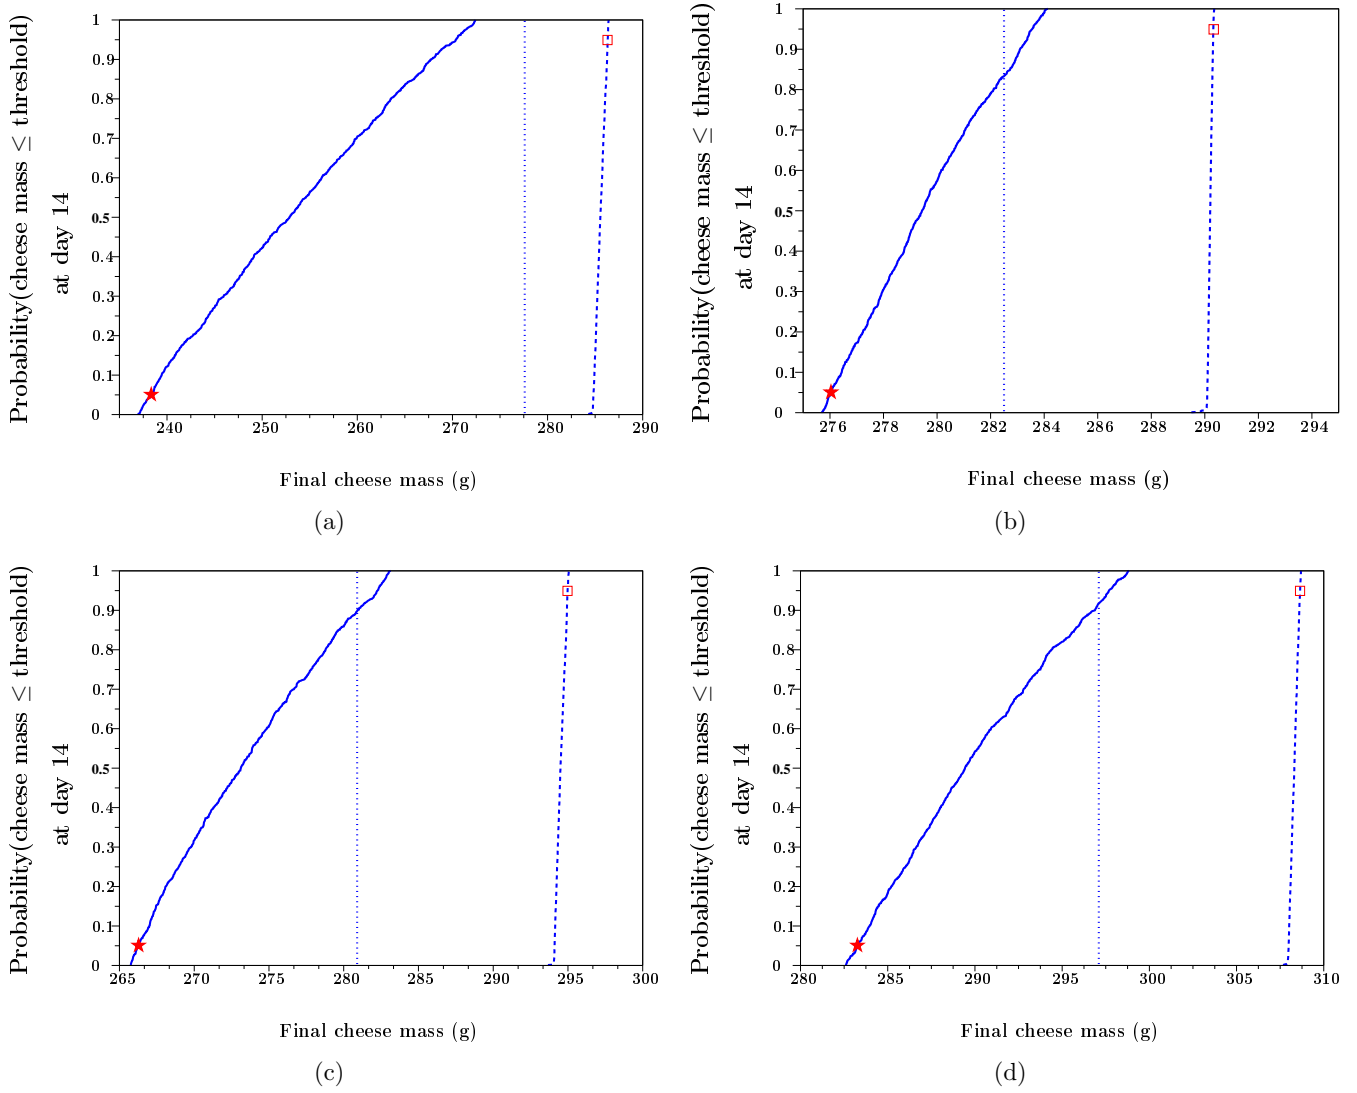 Probability(cheese mass ≤ threshold)
at day 14
1
0.9
0.8
0.7
0.6
0.5
0.4
0.3
0.2
0.1
0
240 250 260 270 280 290
Final cheese mass (g)
(a)
Probability(cheese mass ≤ threshold)
at day 14
1
0.9
0.8
0.7
0.6
0.5
0.4
0.3
0.2
0.1
0
276 278 280 282 284 286 288 290 292 294
Final cheese mass (g)
(b)
Probability(cheese mass ≤ threshold)
at day 14
1
0.9
0.8
0.7
0.6
0.5
0.4
0.3
0.2
0.1
0
265 270 275 280 285 290 295 300
Final cheese mass (g)
(c)
Probability(cheese mass ≤ threshold)
at day 14
1
0.9
0.8
0.7
0.6
0.5
0.4
0.3
0.2
0.1
0
280 285 290 295 300 305 310
Final cheese mass (g)
(d)